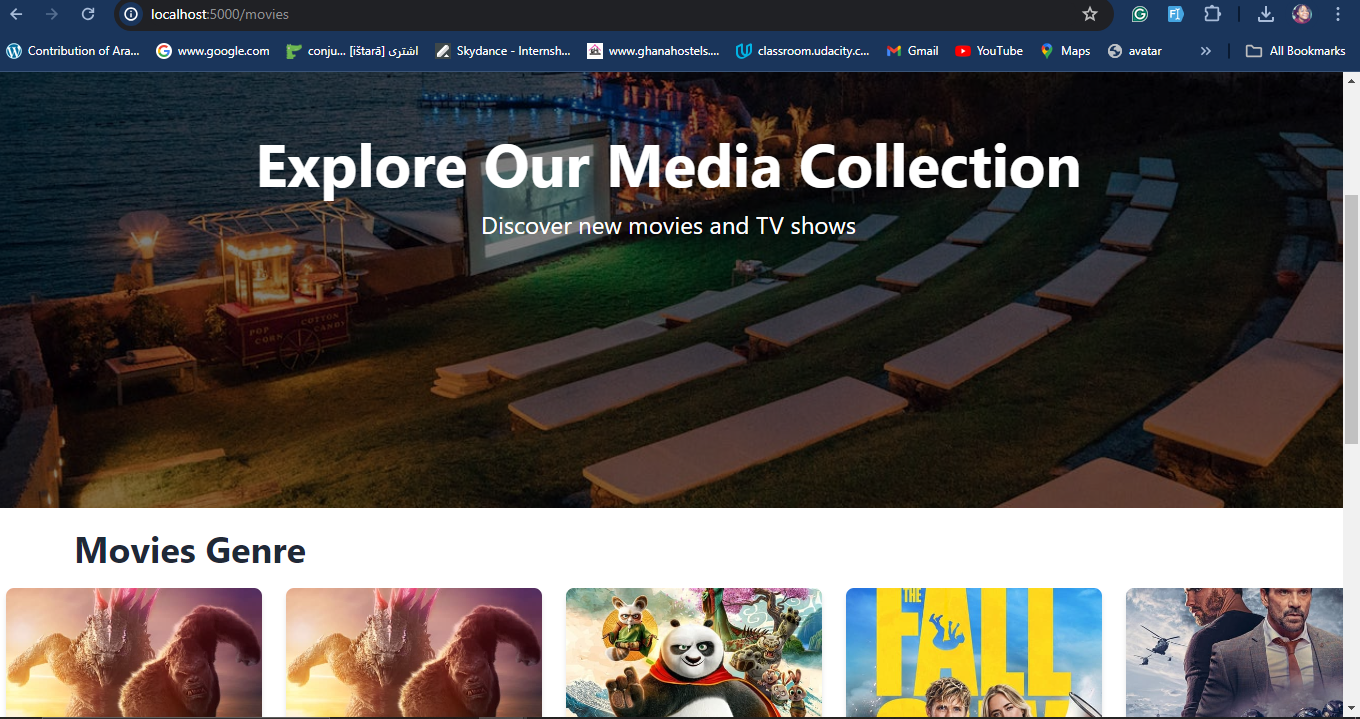 localhost:5000/movies
Contribution of Ara...
www.google.com
conju... [ištarā] اشتری
Skydance - Internsh...
www.ghanahostels....
classroom.udacity.c...
Gmail
YouTube
Maps
avatar
All Bookmarks
Explore Our Media Collection
Discover new movies and TV shows
POP CORN
COTTON CANDY
Movies Genre
THE
FALL